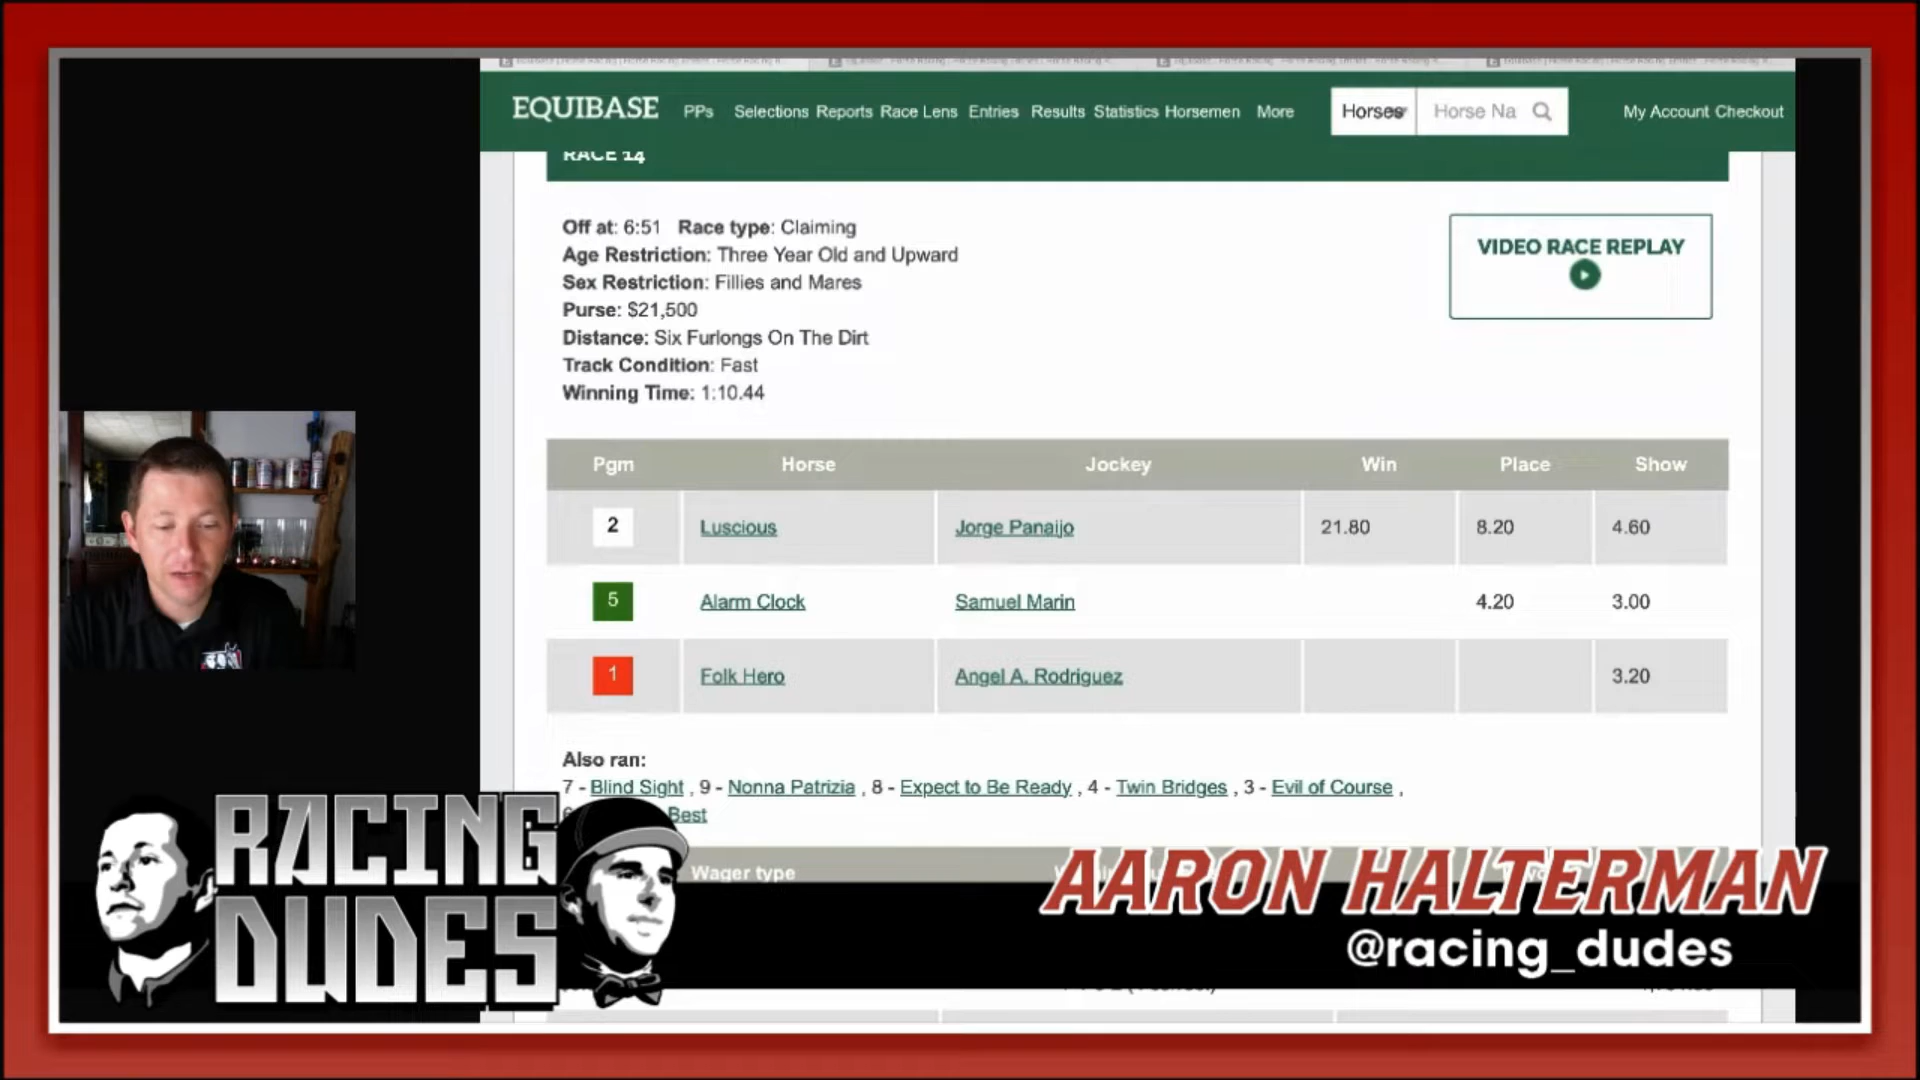 EQUIBASE PPs Selections Reports Race Lens Entries Results Statistics Horsemen More Horses Horse Na My Account Checkout
RACE 14
Off at: 6:51 Race type: Claiming
Age Restriction: Three Year Old and Upward
Sex Restriction: Fillies and Mares
Purse: $21,500
Distance: Six Furlongs On The Dirt
Track Condition: Fast
Winning Time: 1:10.44
VIDEO RACE REPLAY
Pgm Horse Jockey Win Place Show
2 Luscious Jorge Panaijo 21.80 8.20 4.60
5 Alarm Clock Samuel Marin 4.20 3.00
1 Folk Hero Angel A. Rodriguez 3.20
Also ran:
7 - Blind Sight , 9 - Nonna Patrizia , 8 - Expect to Be Ready , 4 - Twin Bridges , 3 - Evil of Course ,
Best
Wager type
RACING
DUDES
AARON HALTERMAN
@racing_dudes